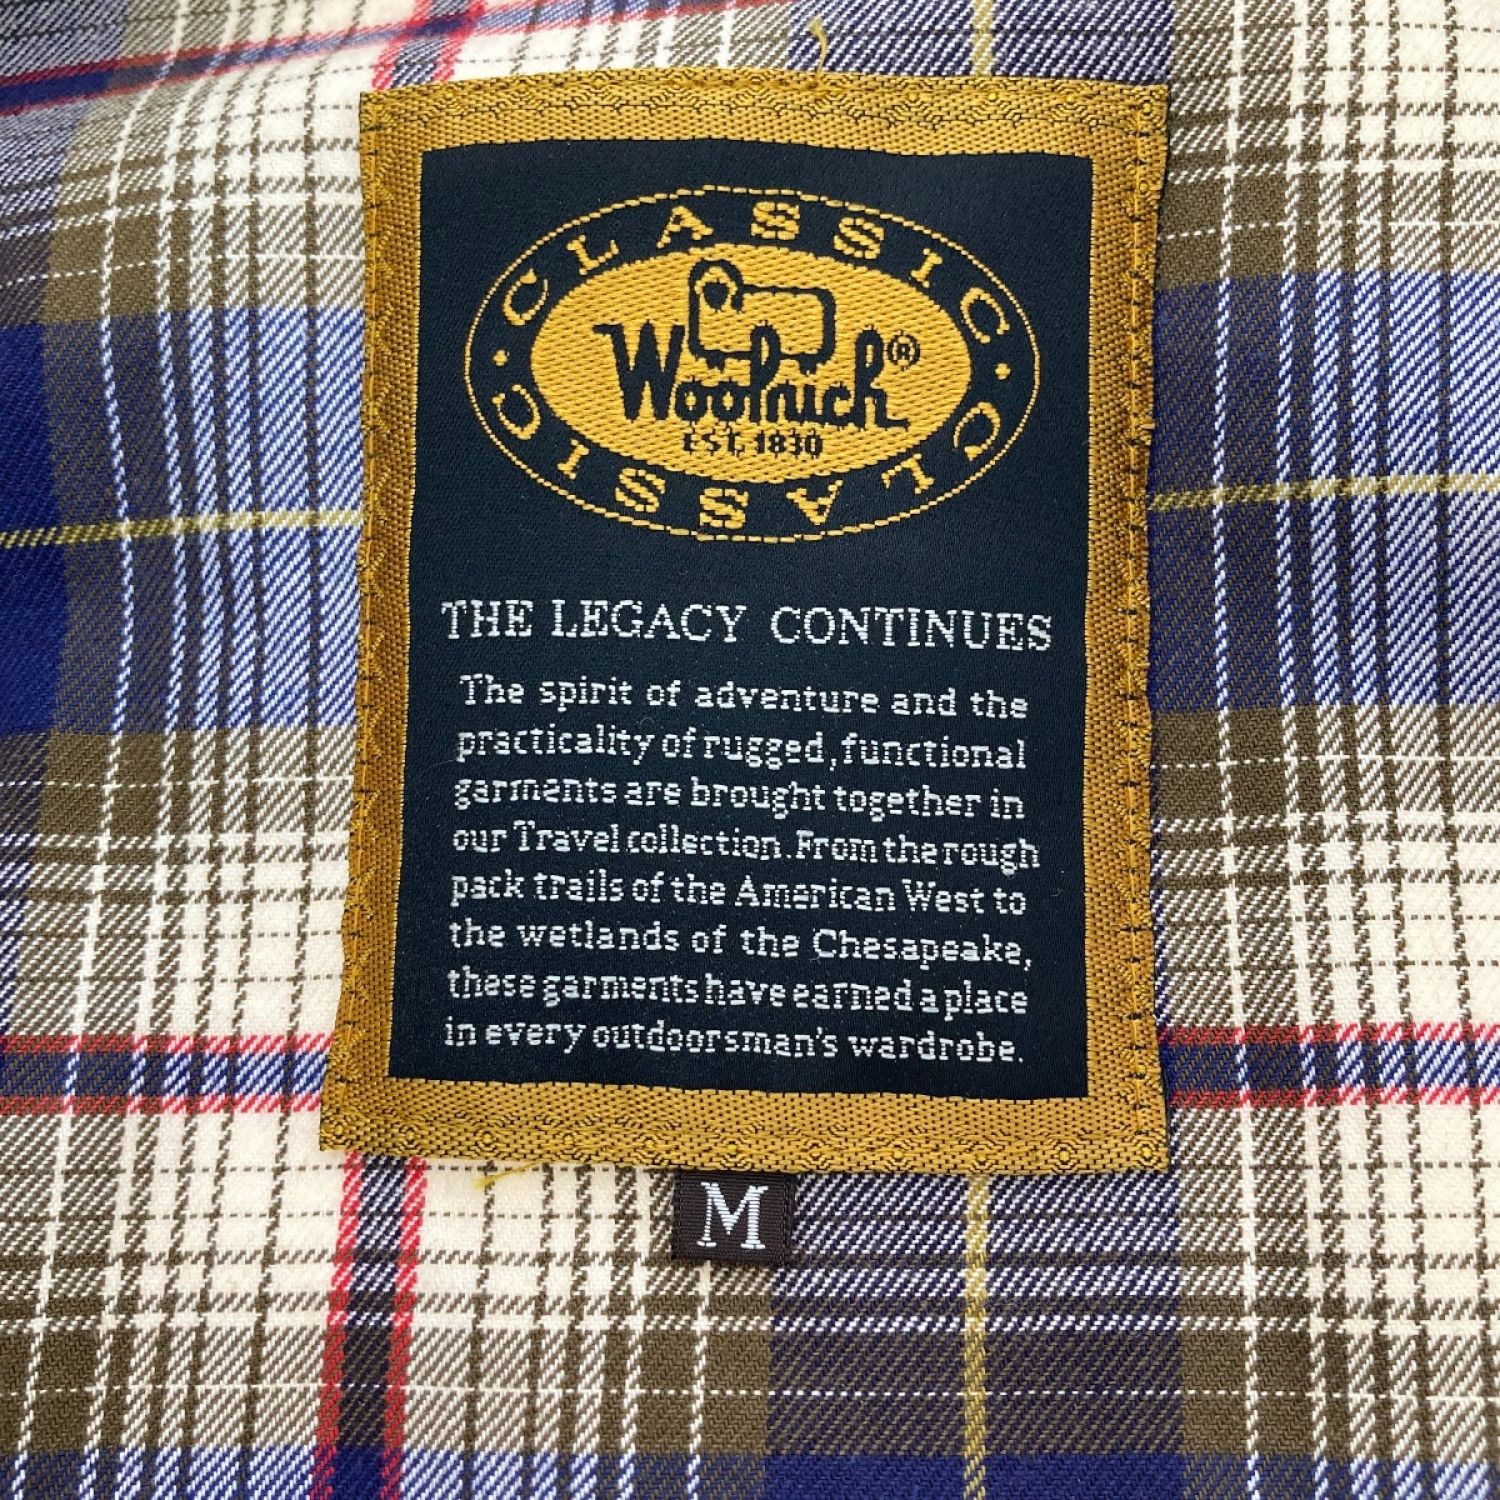 CLASSIC
Woolrich®
EST. 1830
CLASSIC
THE LEGACY CONTINUES
The spirit of adventure and the
practicality of rugged, functional
garments are brought together in
our Travel collection. From the rough
pack trails of the American West to
the wetlands of the Chesapeake,
these garments have earned a place
in every outdoorsman's wardrobe.
M